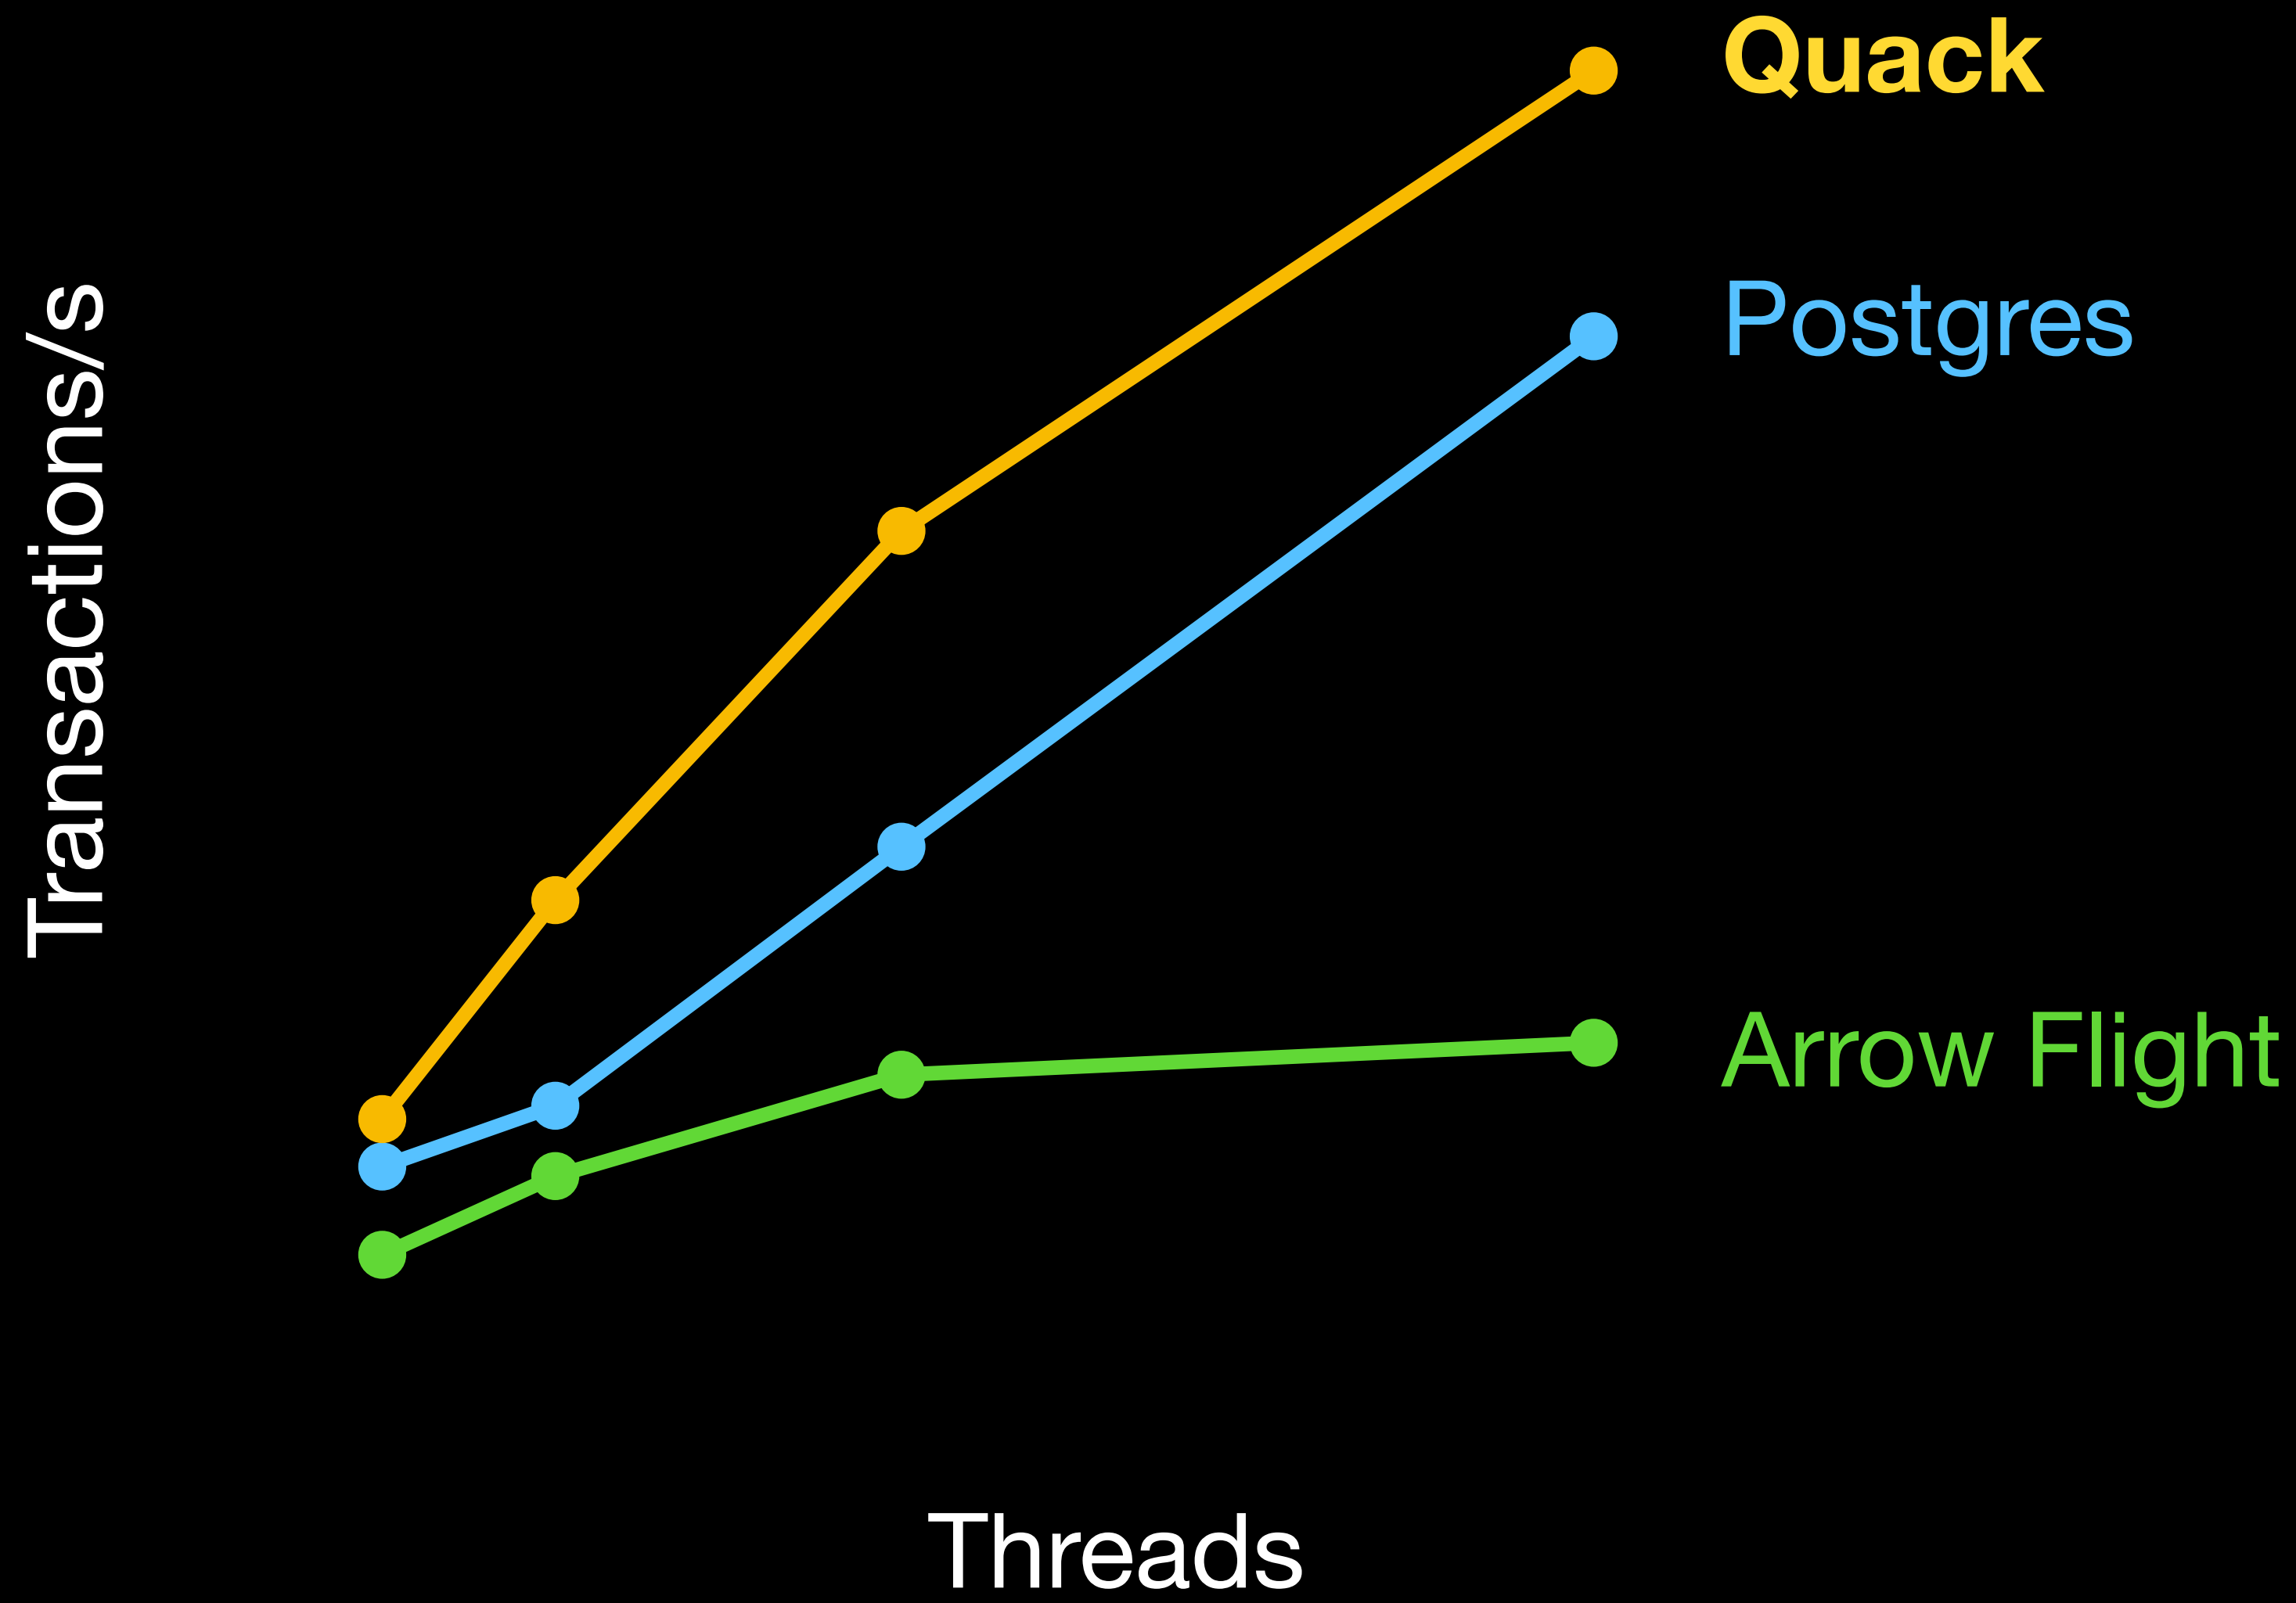 Quack
Postgres
Transactions/s
Arrow Flight
Threads